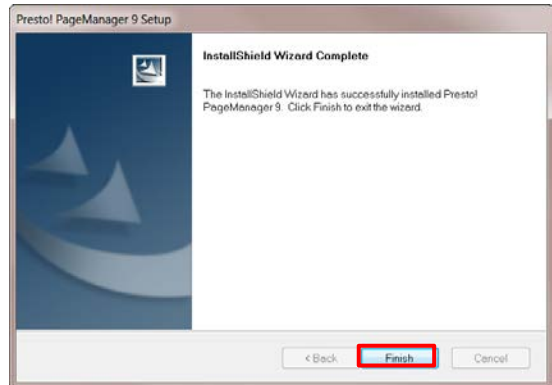 Presto! PageManager 9 Setup
InstallShield Wizard Complete
The InstallShield Wizard has successfully installed Presto!
PageManager 9. Click Finish to exit the wizard.
< Back
Finish
Cancel